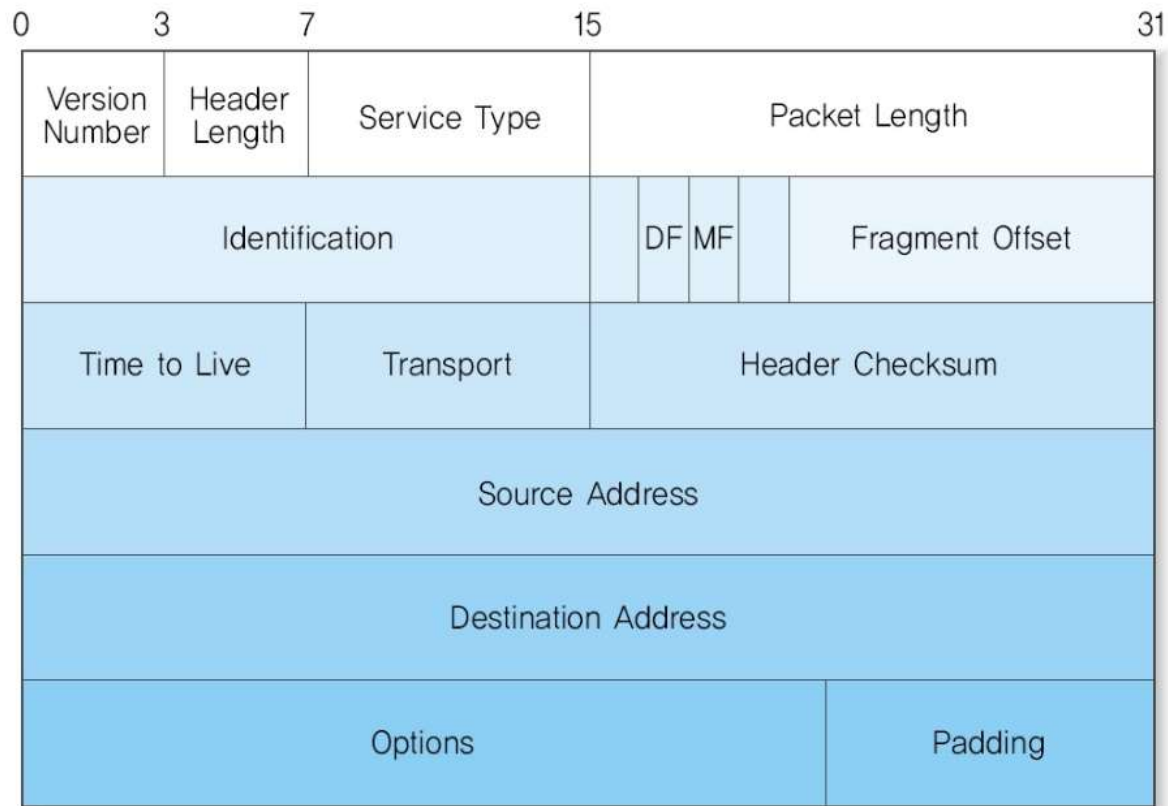 0 3 7 15 31
Version Number
Header Length
Service Type
Packet Length
Identification
DF
MF
Fragment Offset
Time to Live
Transport
Header Checksum
Source Address
Destination Address
Options
Padding